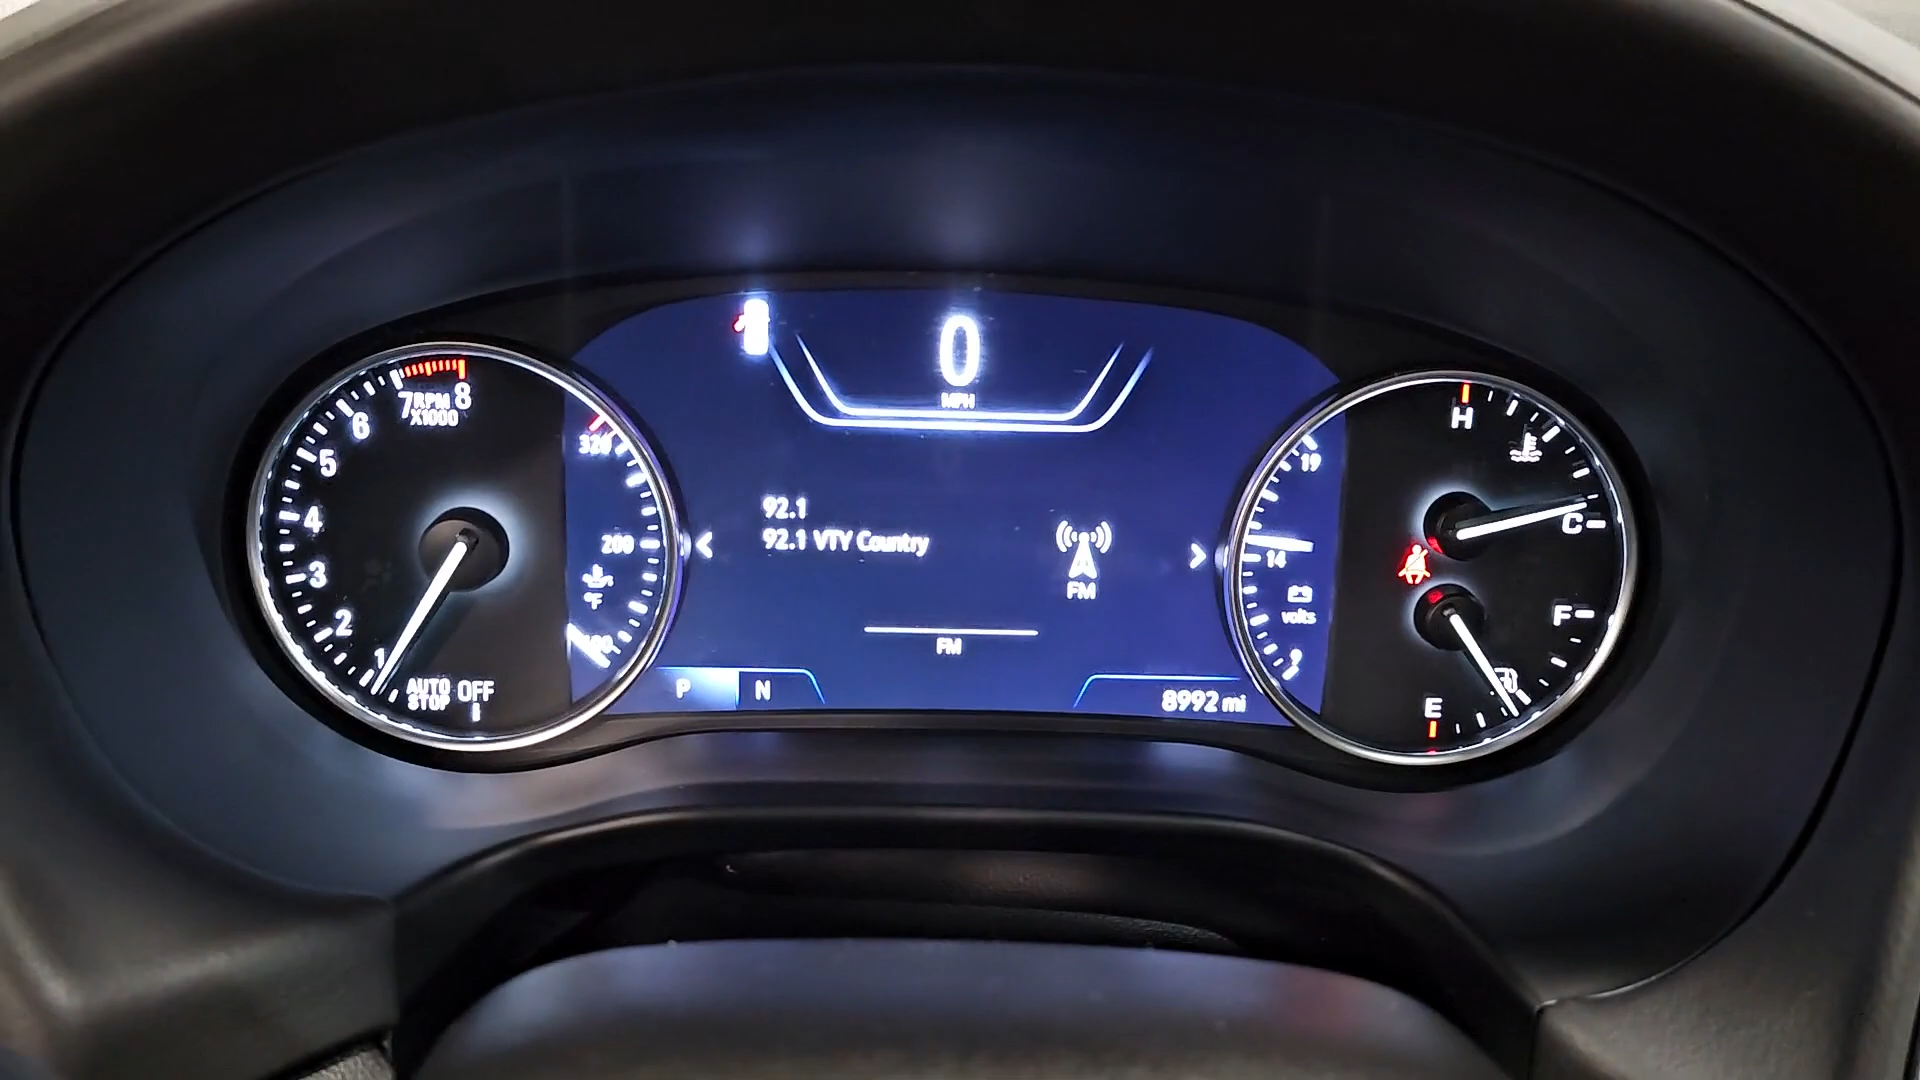 0
MPH
7 RPM 8
X1000
6
5
4
3
2
1
AUTO STOP OFF
320
200
°F
92.1
92.1 VTY Country
FM
FM
P N
8992 mi
19
14
volts
9
H
C
F
E